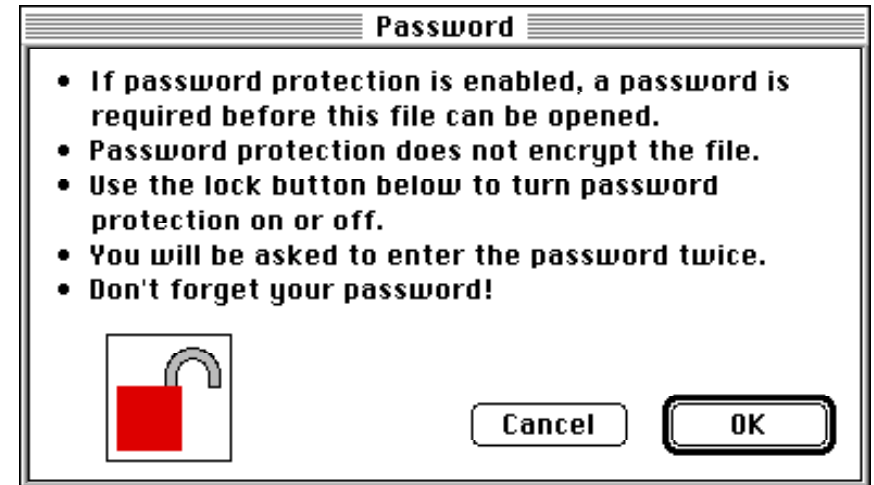 Password
• If password protection is enabled, a password is
required before this file can be opened.
• Password protection does not encrypt the file.
• Use the lock button below to turn password
protection on or off.
• You will be asked to enter the password twice.
• Don't forget your password!
Cancel
OK